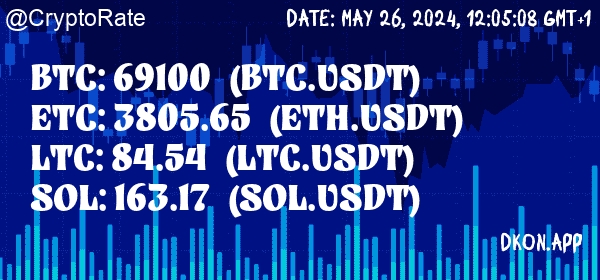 @CryptoRate
DATE: MAY 26, 2024, 12:05:08 GMT+1
BTC: 69100 (BTC.USDT)
ETC: 3805.65 (ETH.USDT)
LTC: 84.54 (LTC.USDT)
SOL: 163.17 (SOL.USDT)
DKON.APP